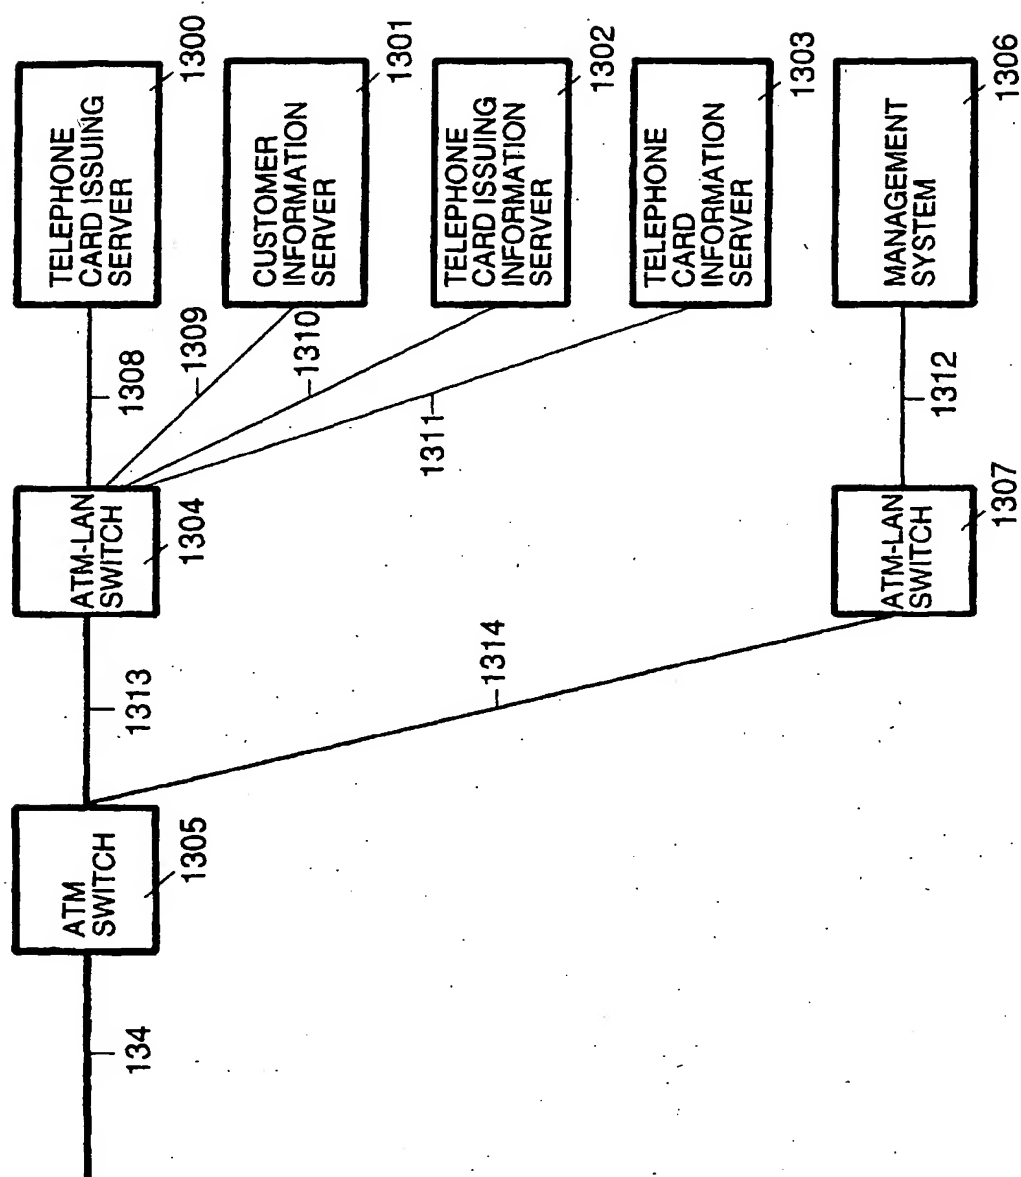 TELEPHONE
CARD ISSUING
SERVER
1300
CUSTOMER
INFORMATION
SERVER
1301
TELEPHONE
CARD ISSUING
INFORMATION
SERVER
1302
TELEPHONE
CARD
INFORMATION
SERVER
1303
MANAGEMENT
SYSTEM
1306
1308
1309
1310
1311
1312
ATM-LAN
SWITCH
1304
ATM-LAN
SWITCH
1307
1313
1314
ATM
SWITCH
1305
134